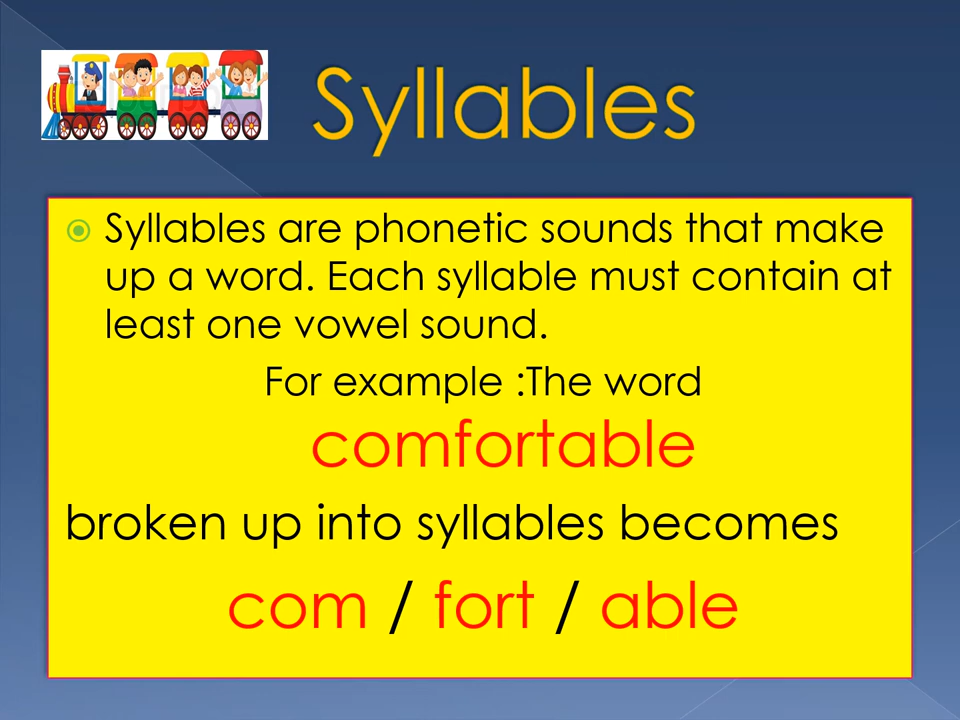 Syllables
Syllables are phonetic sounds that make
up a word. Each syllable must contain at
least one vowel sound.
For example :The word
comfortable
broken up into syllables becomes
com / fort / able